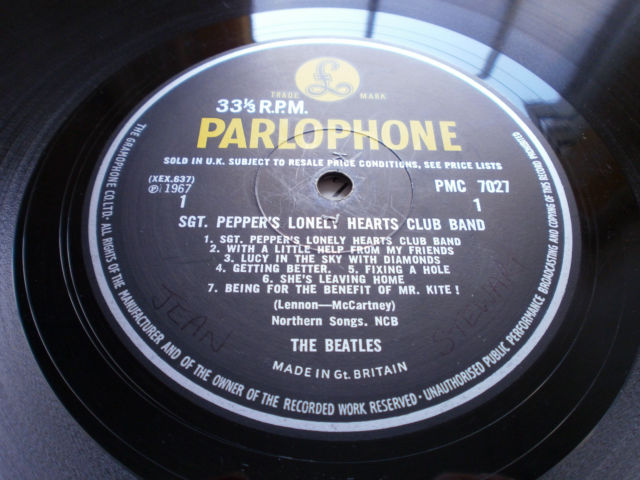 TRADE MARK
33⅓ R.P.M.
PARLOPHONE
SOLD IN U.K. SUBJECT TO RESALE PRICE CONDITIONS, SEE PRICE LISTS
(XEX.637)
℗ 1967
1
PMC 7027
1
SGT. PEPPER'S LONELY HEARTS CLUB BAND
1. SGT. PEPPER'S LONELY HEARTS CLUB BAND
2. WITH A LITTLE HELP FROM MY FRIENDS
3. LUCY IN THE SKY WITH DIAMONDS
4. GETTING BETTER. 5. FIXING A HOLE
6. SHE'S LEAVING HOME
7. BEING FOR THE BENEFIT OF MR. KITE!
(Lennon—McCartney)
Northern Songs, NCB
THE BEATLES
MADE IN Gt. BRITAIN
JEAN
THE GRAMOPHONE CO. LTD. · ALL RIGHTS OF THE MANUFACTURER AND OF THE OWNER OF THE RECORDED WORK RESERVED · UNAUTHORISED PUBLIC PERFORMANCE BROADCASTING AND COPYING OF THIS RECORD PROHIBITED